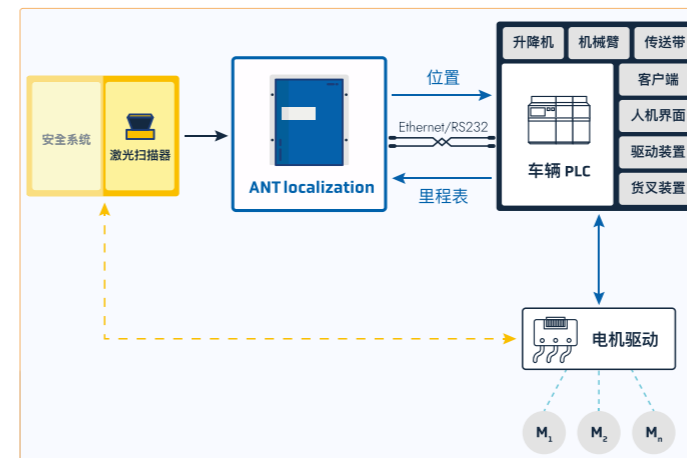 升降机
机械臂
传送带
客户端
人机界面
驱动装置
货叉装置
车辆 PLC
位置
Ethernet/RS232
里程表
ANT localization
安全系统
激光扫描器
电机驱动
M1
M2
Mn